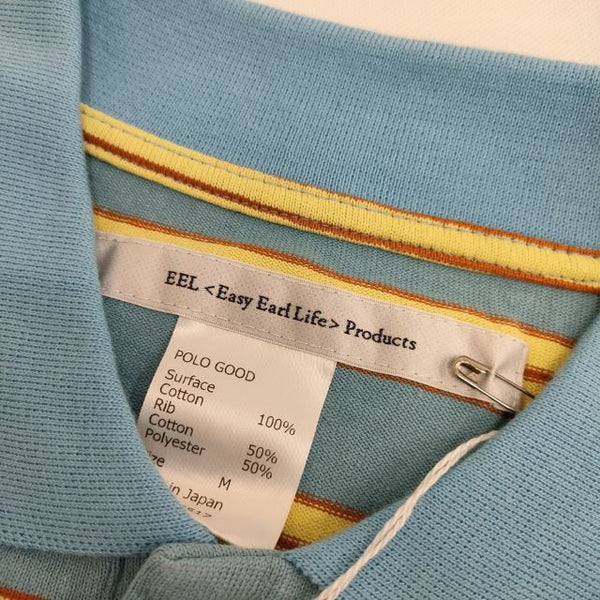 EEL <Easy Earl Life> Products
POLO GOOD
Surface
Cotton 100%
Rib
Cotton 50%
Polyester 50%
M
in Japan